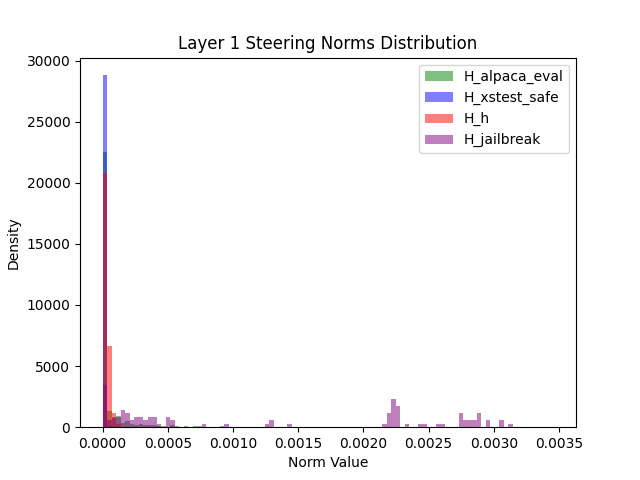 Layer 1 Steering Norms Distribution
30000
25000
20000
15000
10000
5000
0
Density
H_alpaca_eval
H_xstest_safe
H_h
H_jailbreak
0.0000 0.0005 0.0010 0.0015 0.0020 0.0025 0.0030 0.0035
Norm Value